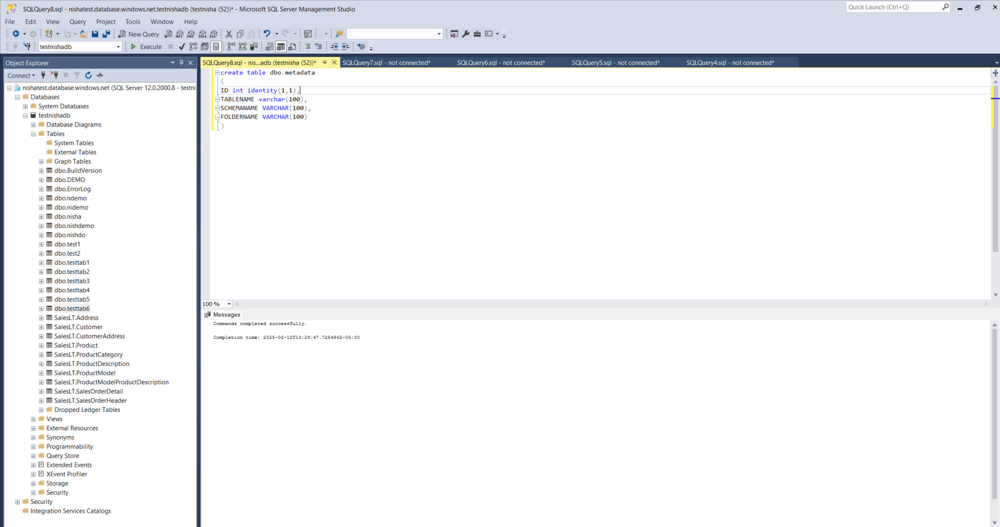 SQLQuery8.sql - nishatest.database.windows.net.testnishadb (testnisha (52))* - Microsoft SQL Server Management Studio
Quick Launch (Ctrl+Q)
File Edit View Query Project Tools Window Help
New Query
testnishadb
Execute
Object Explorer
Connect
nishatest.database.windows.net (SQL Server 12.0.2000.8 - testni
Databases
System Databases
testnishadb
Database Diagrams
Tables
System Tables
External Tables
Graph Tables
dbo.BuildVersion
dbo.DEMO
dbo.ErrorLog
dbo.ndemo
dbo.nidemo
dbo.nisha
dbo.nishdemo
dbo.nishdo
dbo.test1
dbo.test2
dbo.testtab1
dbo.testtab2
dbo.testtab3
dbo.testtab4
dbo.testtab5
dbo.testtab6
SalesLT.Address
SalesLT.Customer
SalesLT.CustomerAddress
SalesLT.Product
SalesLT.ProductCategory
SalesLT.ProductDescription
SalesLT.ProductModel
SalesLT.ProductModelProductDescription
SalesLT.SalesOrderDetail
SalesLT.SalesOrderHeader
Dropped Ledger Tables
Views
External Resources
Synonyms
Programmability
Query Store
Extended Events
XEvent Profiler
Storage
Security
Security
Integration Services Catalogs
SQLQuery8.sql - nis...adb (testnisha (52))* SQLQuery7.sql - not connected* SQLQuery6.sql - not connected* SQLQuery5.sql - not connected* SQLQuery4.sql - not connected*
create table dbo.metadata
(
ID int identity(1,1),
TABLENAME varchar(100),
SCHEMANAME VARCHAR(100),
FOLDERNAME VARCHAR(100)
)
100 %
Messages
Commands completed successfully.
Completion time: 2025-02-12T13:29:47.7254862-05:00